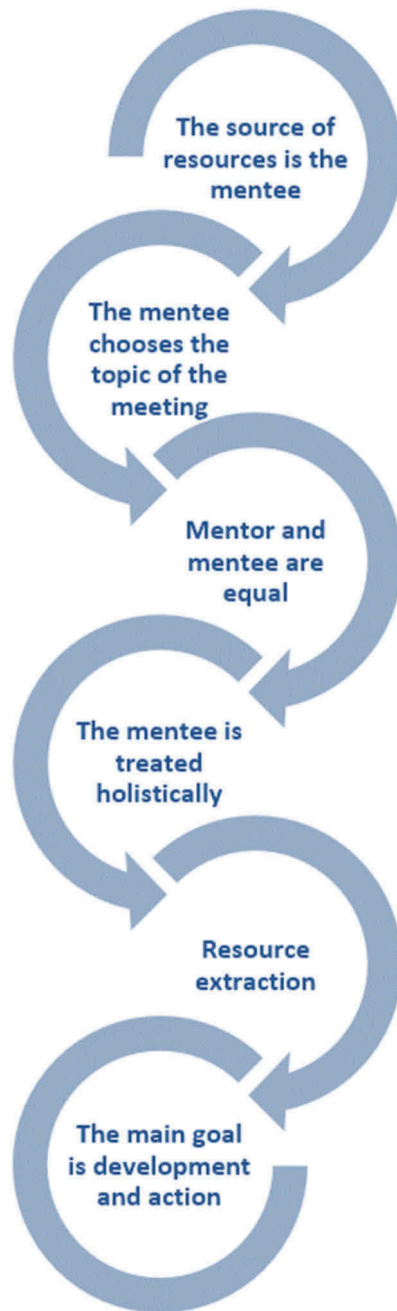 The source of
resources is the
mentee
The mentee
chooses the
topic of the
meeting
Mentor and
mentee are
equal
The mentee is
treated
holistically
Resource
extraction
The main goal
is development
and action